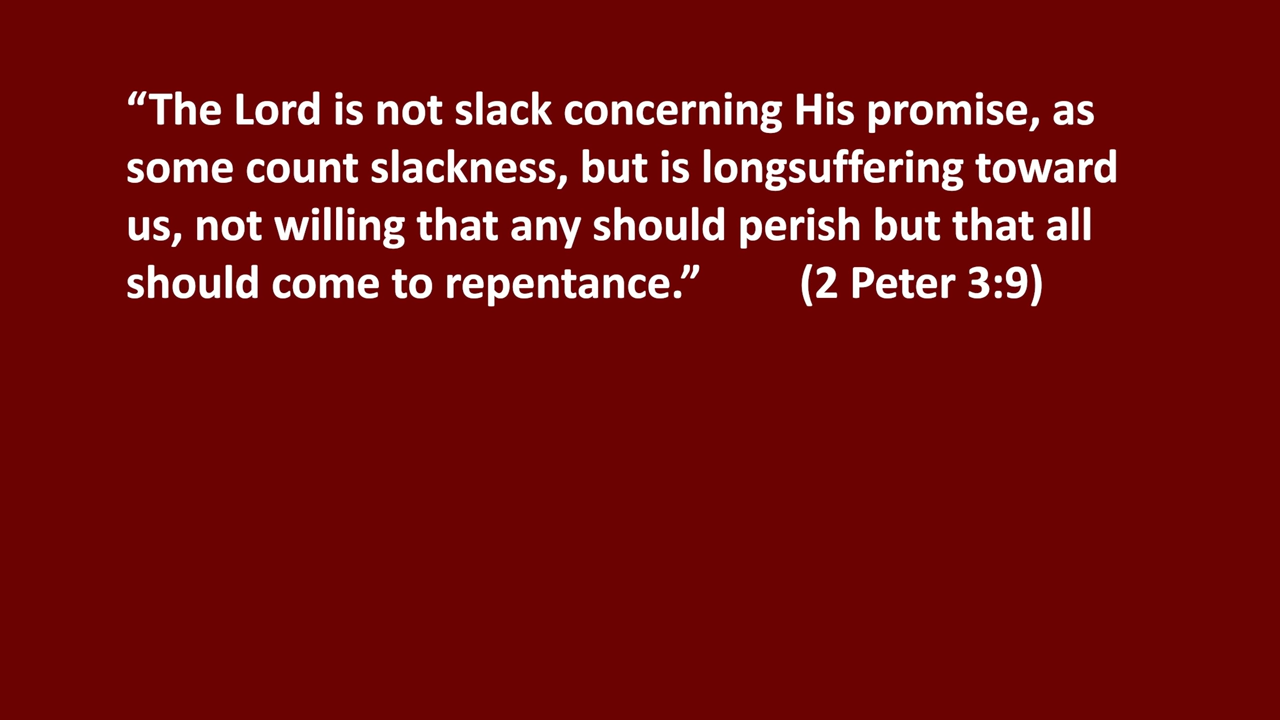 “The Lord is not slack concerning His promise, as
some count slackness, but is longsuffering toward
us, not willing that any should perish but that all
should come to repentance.” (2 Peter 3:9)